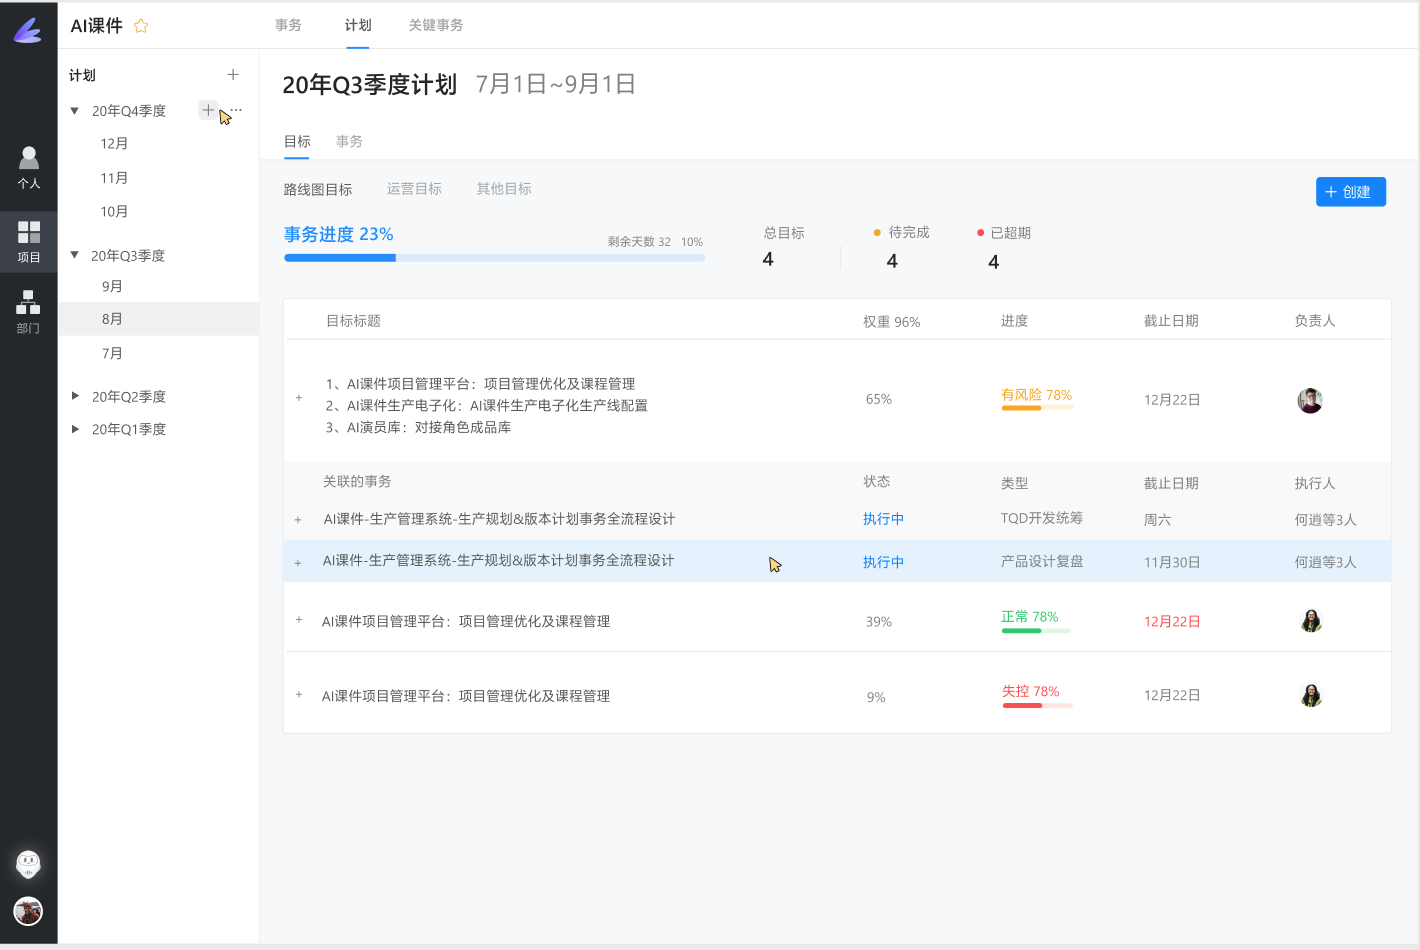 AI课件
事务 计划 关键事务
个人
项目
部门
计划
20年Q4季度
12月
11月
10月
20年Q3季度
9月
8月
7月
20年Q2季度
20年Q1季度
20年Q3季度计划 7月1日~9月1日
目标 事务
路线图目标 运营目标 其他目标
+ 创建
事务进度 23%
剩余天数 32 10%
总目标
4
待完成
4
已超期
4
目标标题 权重 96% 进度 截止日期 负责人
1、AI课件项目管理平台：项目管理优化及课程管理
2、AI课件生产电子化：AI课件生产电子化生产线配置
3、AI演员库：对接角色成品库
65% 有风险 78% 12月22日
关联的事务 状态 类型 截止日期 执行人
AI课件-生产管理系统-生产规划&版本计划事务全流程设计 执行中 TQD开发统筹 周六 何逍等3人
AI课件-生产管理系统-生产规划&版本计划事务全流程设计 执行中 产品设计复盘 11月30日 何逍等3人
AI课件项目管理平台：项目管理优化及课程管理 39% 正常 78% 12月22日
AI课件项目管理平台：项目管理优化及课程管理 9% 失控 78% 12月22日